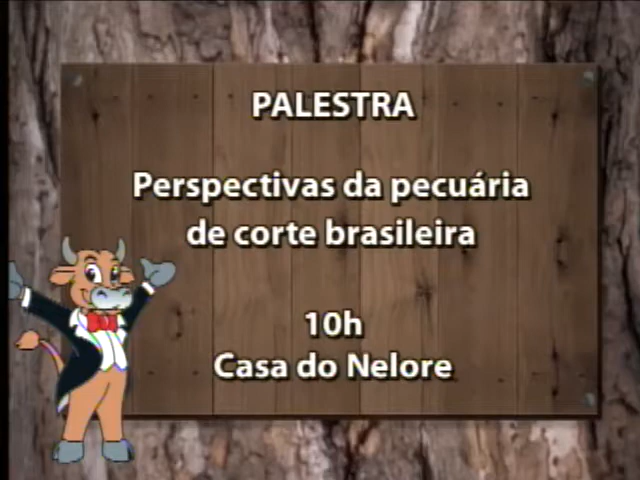 PALESTRA
Perspectivas da pecuária
de corte brasileira
10h
Casa do Nelore